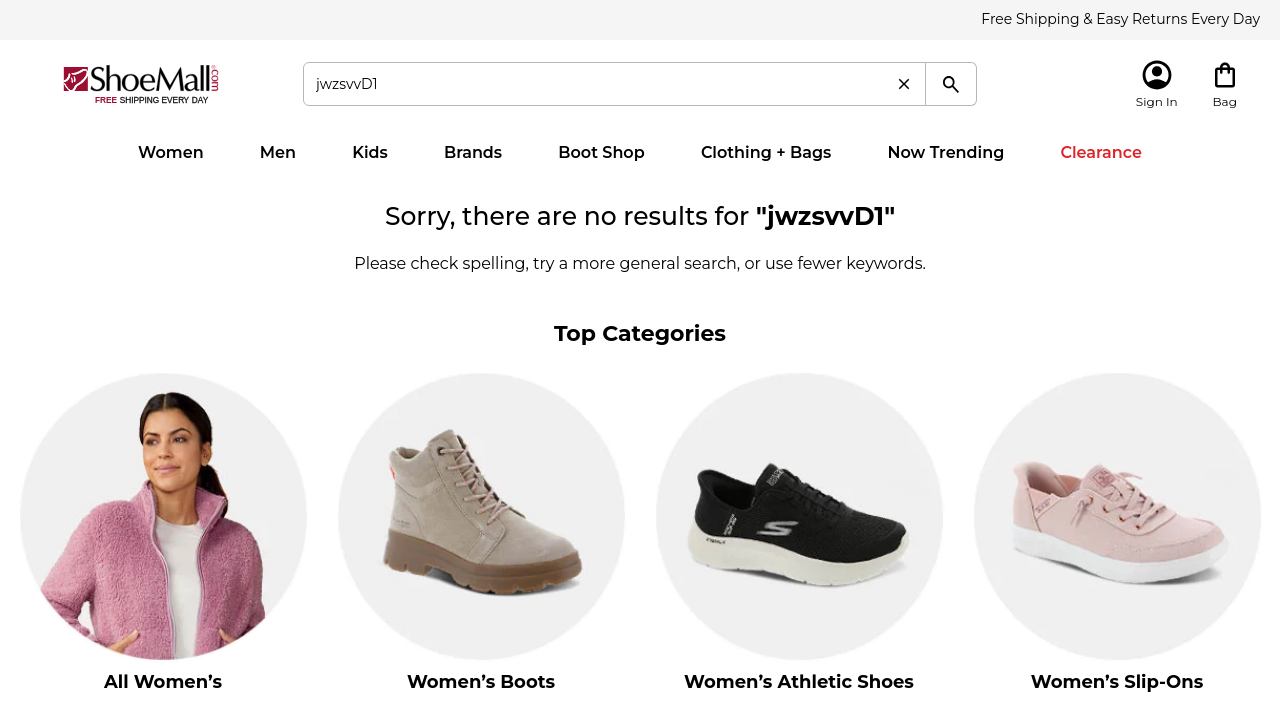 Free Shipping & Easy Returns Every Day
ShoeMall.com
FREE SHIPPING EVERY DAY
jwzsvvD1
Sign In
Bag
Women
Men
Kids
Brands
Boot Shop
Clothing + Bags
Now Trending
Clearance
Sorry, there are no results for "jwzsvvD1"
Please check spelling, try a more general search, or use fewer keywords.
Top Categories
All Women’s
Women’s Boots
Women’s Athletic Shoes
Women’s Slip-Ons